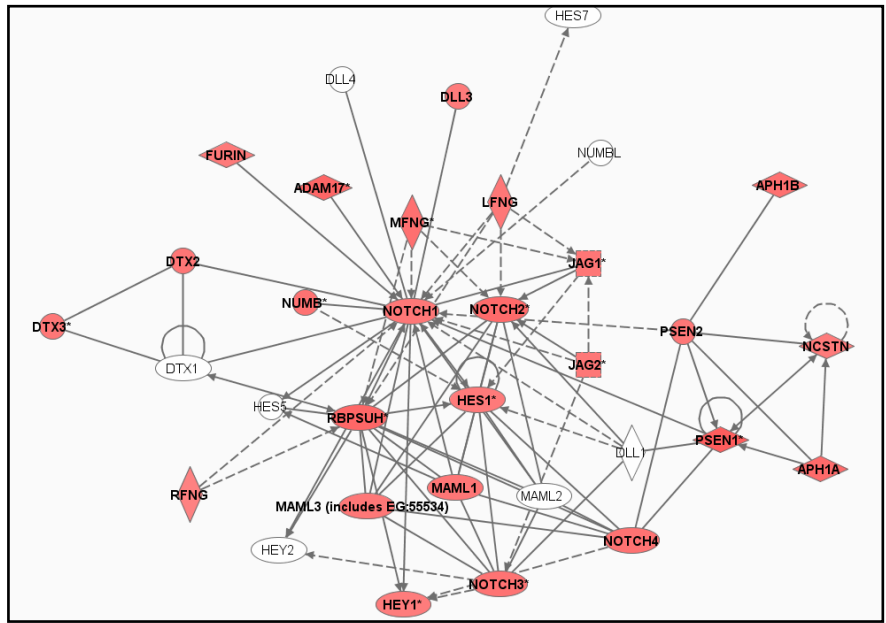 HES7
DLL4
DLL3
FURIN
NUMBL
ADAM17*
APH1B
LFNG
MFNG*
DTX2
JAG1*
NUMB*
NOTCH1
NOTCH2*
DTX3*
PSEN2
NCSTN
DTX1
JAG2*
HES5
HES1*
RBPSUH*
PSEN1*
DLL1
APH1A
RFNG
MAML1
MAML2
MAML3 (includes EG:55534)
NOTCH4
HEY2
NOTCH3*
HEY1*